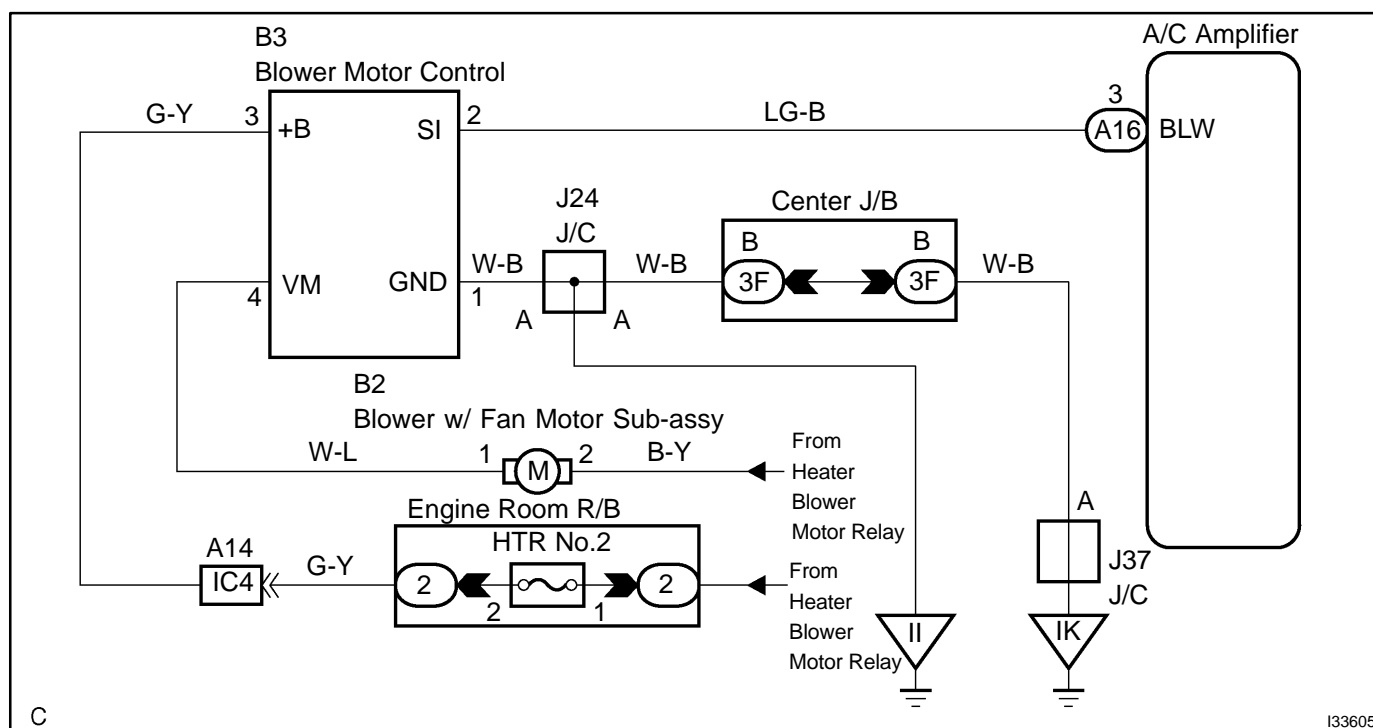 B3
Blower Motor Control
A/C Amplifier
G-Y
3
+B
SI
2
LG-B
3
A16
BLW
J24
J/C
Center J/B
W-B
W-B
B
3F
B
3F
W-B
4
VM
GND
1
A
A
B2
Blower w/ Fan Motor Sub-assy
W-L
1
M
2
B-Y
From
Heater
Blower
Motor Relay
Engine Room R/B
HTR No.2
A14
IC4
G-Y
2
2
1
2
From
Heater
Blower
Motor Relay
A
J37
J/C
II
IK
C
I33605